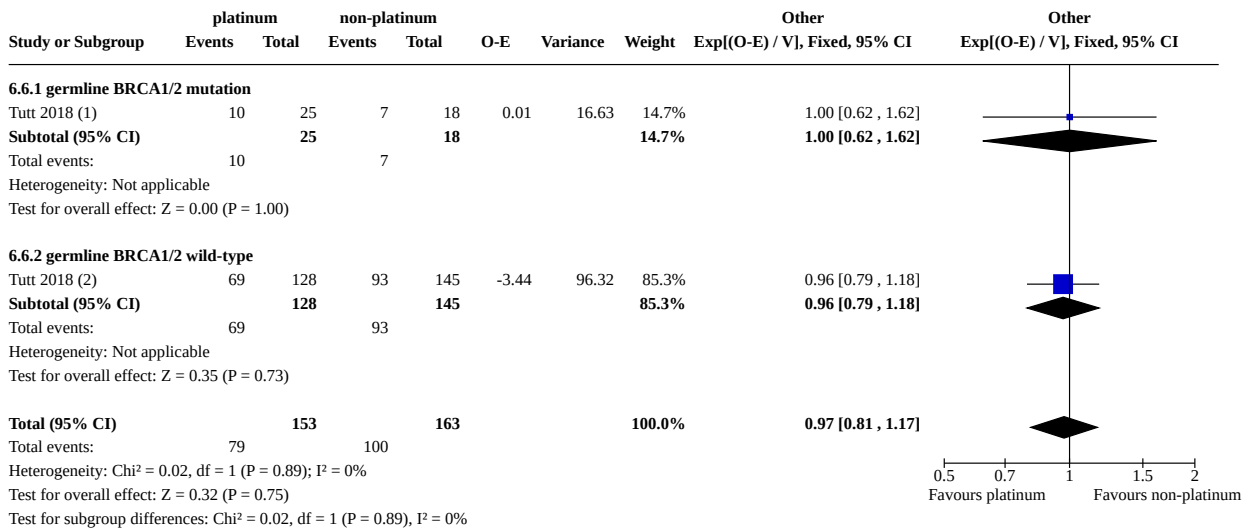 platinum non-platinum Other Other
Study or Subgroup Events Total Events Total O-E Variance Weight Exp[(O-E) / V], Fixed, 95% CI Exp[(O-E) / V], Fixed, 95% CI
6.6.1 germline BRCA1/2 mutation
Tutt 2018 (1) 10 25 7 18 0.01 16.63 14.7% 1.00 [0.62 , 1.62]
Subtotal (95% CI) 25 18 14.7% 1.00 [0.62 , 1.62]
Total events: 10 7
Heterogeneity: Not applicable
Test for overall effect: Z = 0.00 (P = 1.00)
6.6.2 germline BRCA1/2 wild-type
Tutt 2018 (2) 69 128 93 145 -3.44 96.32 85.3% 0.96 [0.79 , 1.18]
Subtotal (95% CI) 128 145 85.3% 0.96 [0.79 , 1.18]
Total events: 69 93
Heterogeneity: Not applicable
Test for overall effect: Z = 0.35 (P = 0.73)
Total (95% CI) 153 163 100.0% 0.97 [0.81 , 1.17]
Total events: 79 100
Heterogeneity: Chi² = 0.02, df = 1 (P = 0.89); I² = 0%
0.5 0.7 1 1.5 2
Test for overall effect: Z = 0.32 (P = 0.75)
Favours platinum Favours non-platinum
Test for subgroup differences: Chi² = 0.02, df = 1 (P = 0.89), I² = 0%